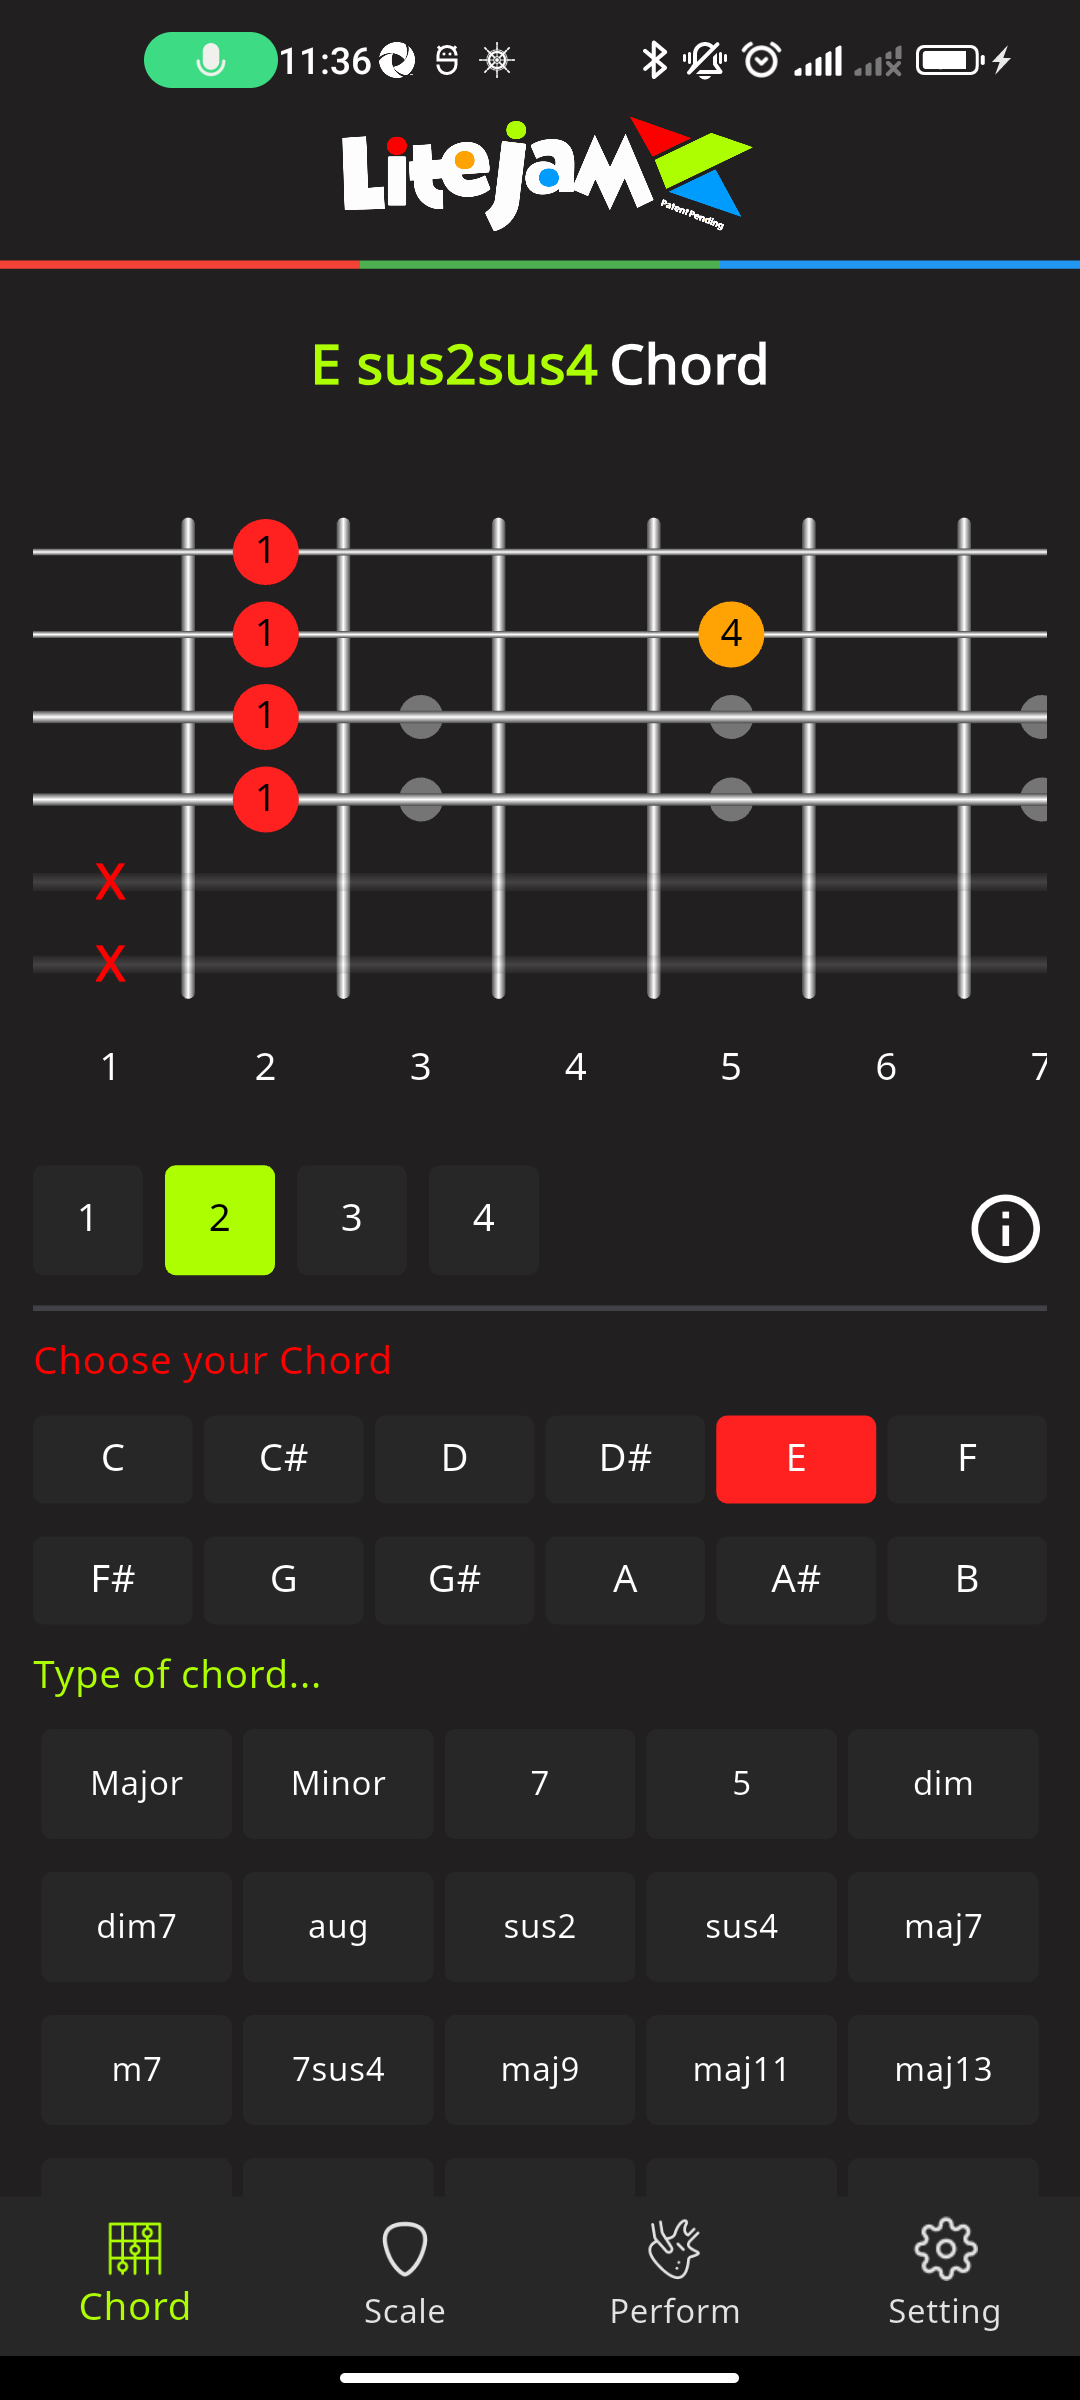 11:36
Litejam
Patent Pending
E sus2sus4 Chord
1
1 4
1
1
X
X
1 2 3 4 5 6 7
1 2 3 4
Choose your Chord
C C# D D# E F
F# G G# A A# B
Type of chord...
Major Minor 7 5 dim
dim7 aug sus2 sus4 maj7
m7 7sus4 maj9 maj11 maj13
Chord Scale Perform Setting